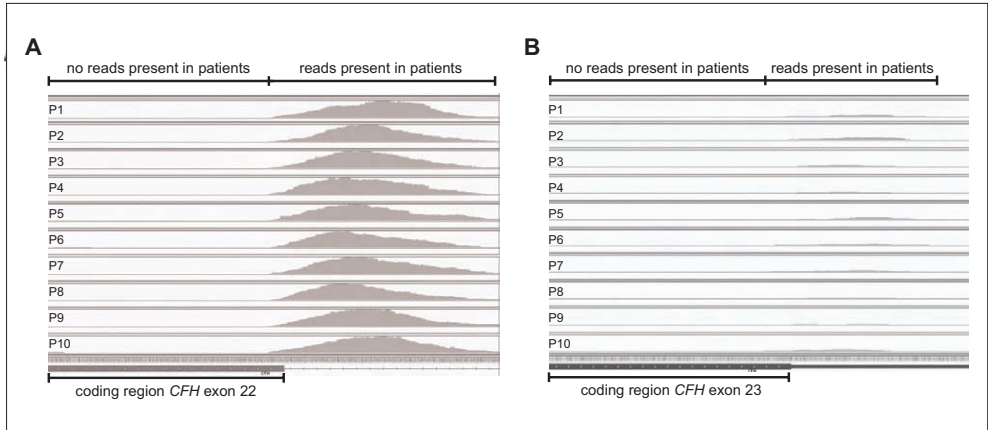 A
no reads present in patients
reads present in patients
P1
P2
P3
P4
P5
P6
P7
P8
P9
P10
CFH
coding region CFH exon 22
B
no reads present in patients
reads present in patients
P1
P2
P3
P4
P5
P6
P7
P8
P9
P10
coding region CFH exon 23